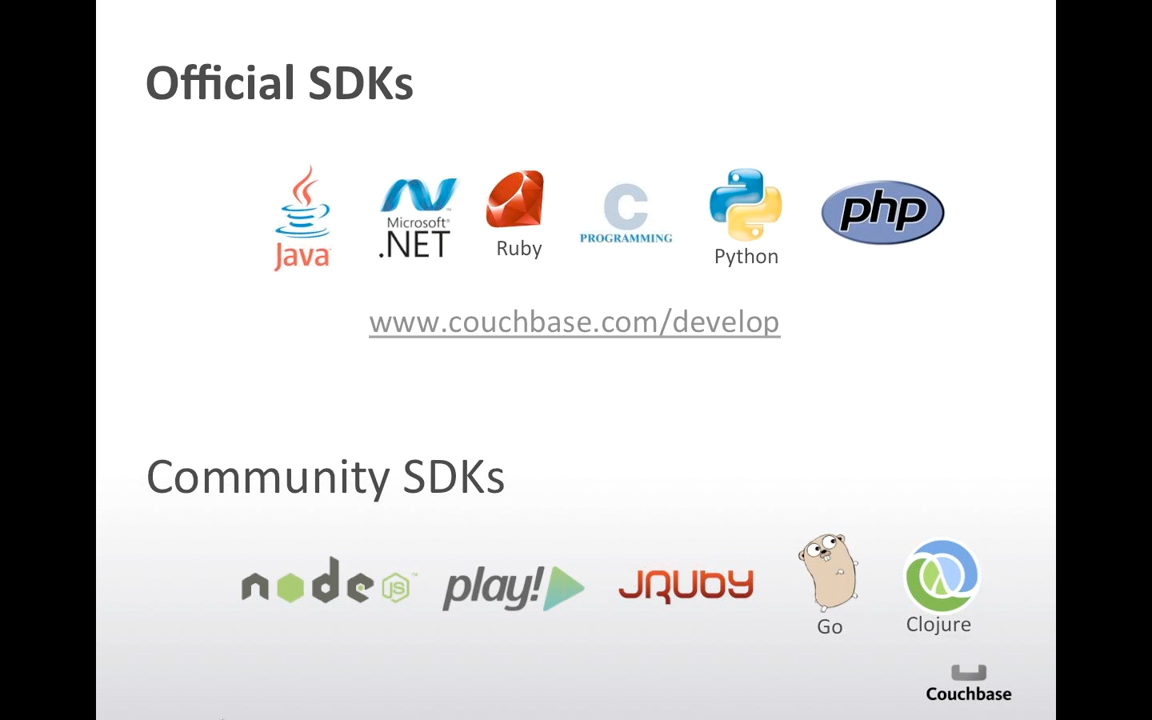 Official SDKs
Java
Microsoft®
.NET
Ruby
C
PROGRAMMING
Python
php
www.couchbase.com/develop
Community SDKs
node JS™
play!
JRuby
Go
Clojure
Couchbase